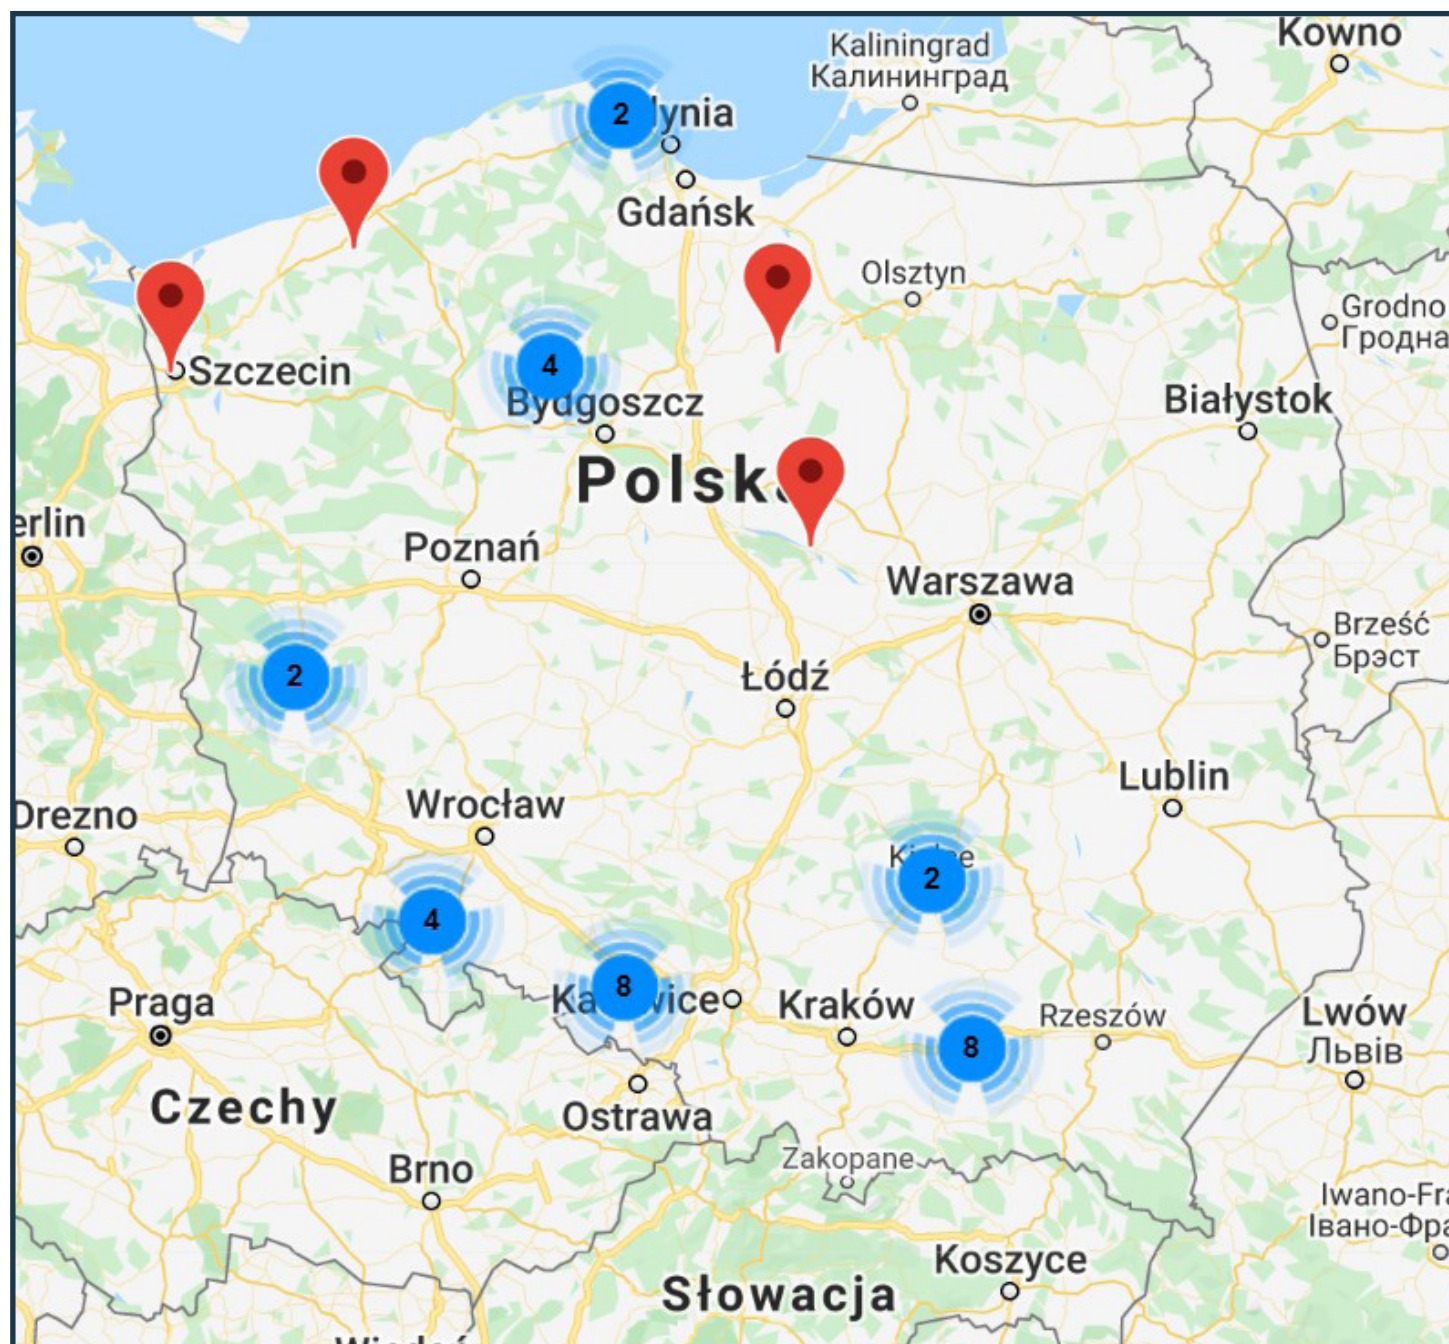 Kowno
Kaliningrad
Калининград
2
Gdańsk
Olsztyn
Grodno
Гродна
Szczecin
4
Bydgoszcz
Białystok
Polsk
erlin
Poznań
Warszawa
Brześć
Брэст
2
Łódź
Lublin
Drezno
Wrocław
2
4
8
Praga
Kraków
Rzeszów
Lwów
Львів
8
Czechy
Ostrawa
Zakopane
Brno
Iwano-Fra
Івано-Фра
Koszyce
Słowacja